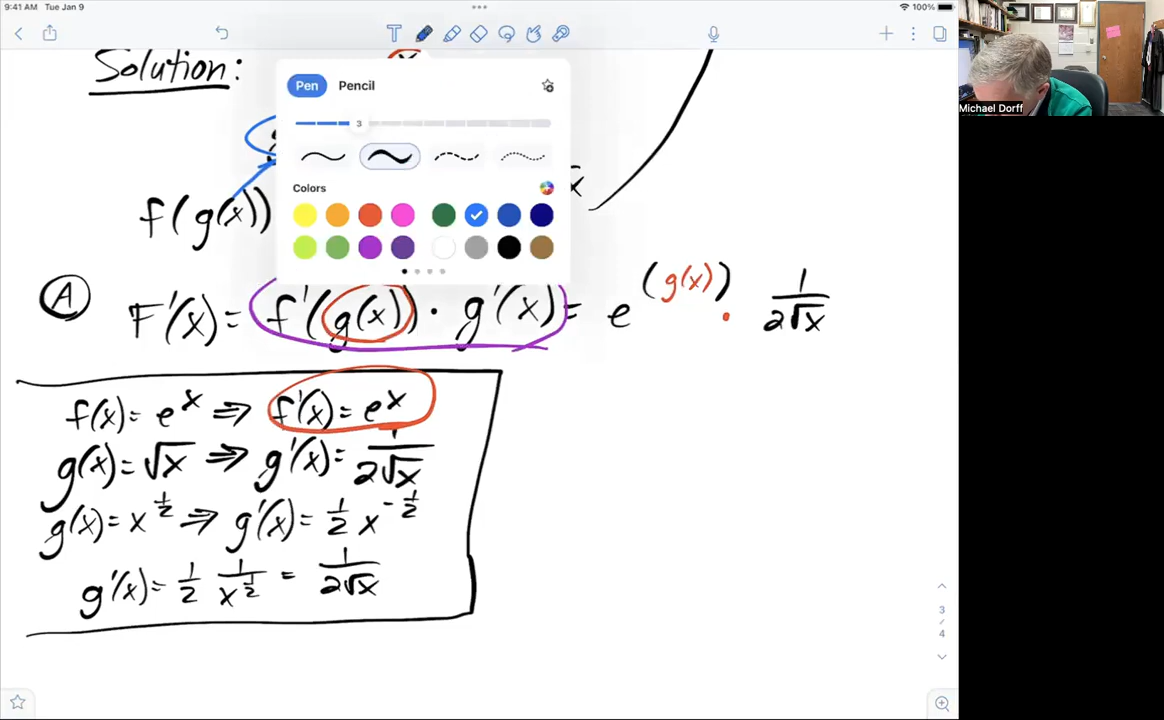 9:41 AM Tue Jan 9
100%
Solution:
Pen
Pencil
3
Colors
f(g(x))
x
Ⓐ F'(x) = f'(g(x)) · g'(x) = e^(g(x)) · 1/(2√x)
f(x) = e^x ⇒ f'(x) = e^x
g(x) = √x ⇒ g'(x) = 1/(2√x)
g(x) = x^(1/2) ⇒ g'(x) = 1/2 x^(-1/2)
g'(x) = 1/2 1/x^(1/2) = 1/(2√x)
3
/
4
Michael Dorff